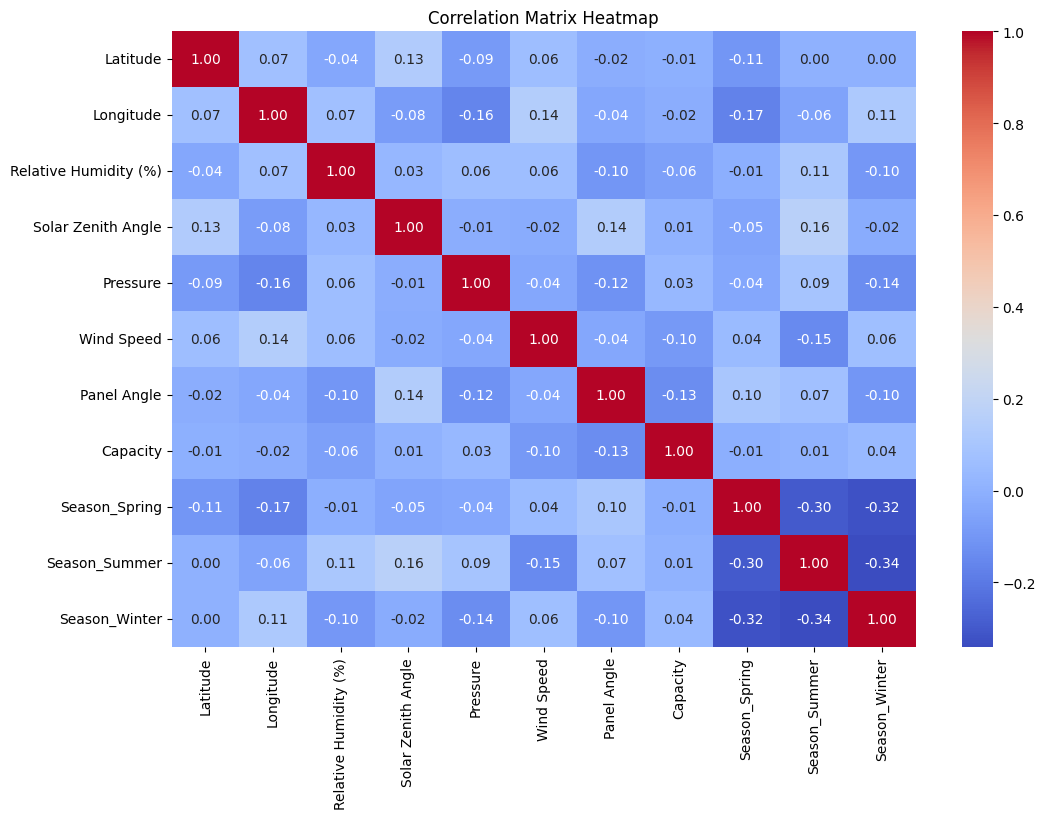 Correlation Matrix Heatmap
Latitude 1.00 0.07 -0.04 0.13 -0.09 0.06 -0.02 -0.01 -0.11 0.00 0.00
Longitude 0.07 1.00 0.07 -0.08 -0.16 0.14 -0.04 -0.02 -0.17 -0.06 0.11
Relative Humidity (%) -0.04 0.07 1.00 0.03 0.06 0.06 -0.10 -0.06 -0.01 0.11 -0.10
Solar Zenith Angle 0.13 -0.08 0.03 1.00 -0.01 -0.02 0.14 0.01 -0.05 0.16 -0.02
Pressure -0.09 -0.16 0.06 -0.01 1.00 -0.04 -0.12 0.03 -0.04 0.09 -0.14
Wind Speed 0.06 0.14 0.06 -0.02 -0.04 1.00 -0.04 -0.10 0.04 -0.15 0.06
Panel Angle -0.02 -0.04 -0.10 0.14 -0.12 -0.04 1.00 -0.13 0.10 0.07 -0.10
Capacity -0.01 -0.02 -0.06 0.01 0.03 -0.10 -0.13 1.00 -0.01 0.01 0.04
Season_Spring -0.11 -0.17 -0.01 -0.05 -0.04 0.04 0.10 -0.01 1.00 -0.30 -0.32
Season_Summer 0.00 -0.06 0.11 0.16 0.09 -0.15 0.07 0.01 -0.30 1.00 -0.34
Season_Winter 0.00 0.11 -0.10 -0.02 -0.14 0.06 -0.10 0.04 -0.32 -0.34 1.00
Latitude
Longitude
Relative Humidity (%)
Solar Zenith Angle
Pressure
Wind Speed
Panel Angle
Capacity
Season_Spring
Season_Summer
Season_Winter
1.0
0.8
0.6
0.4
0.2
0.0
−0.2